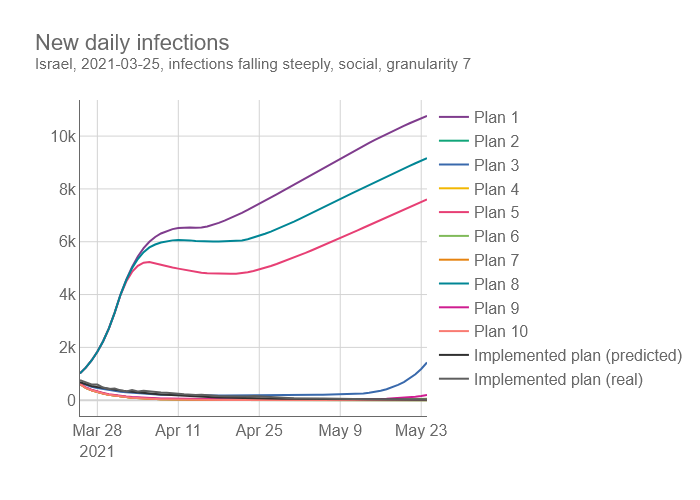 New daily infections
Israel, 2021-03-25, infections falling steeply, social, granularity 7
10k
8k
6k
4k
2k
0
Mar 28
2021
Apr 11
Apr 25
May 9
May 23
Plan 1
Plan 2
Plan 3
Plan 4
Plan 5
Plan 6
Plan 7
Plan 8
Plan 9
Plan 10
Implemented plan (predicted)
Implemented plan (real)